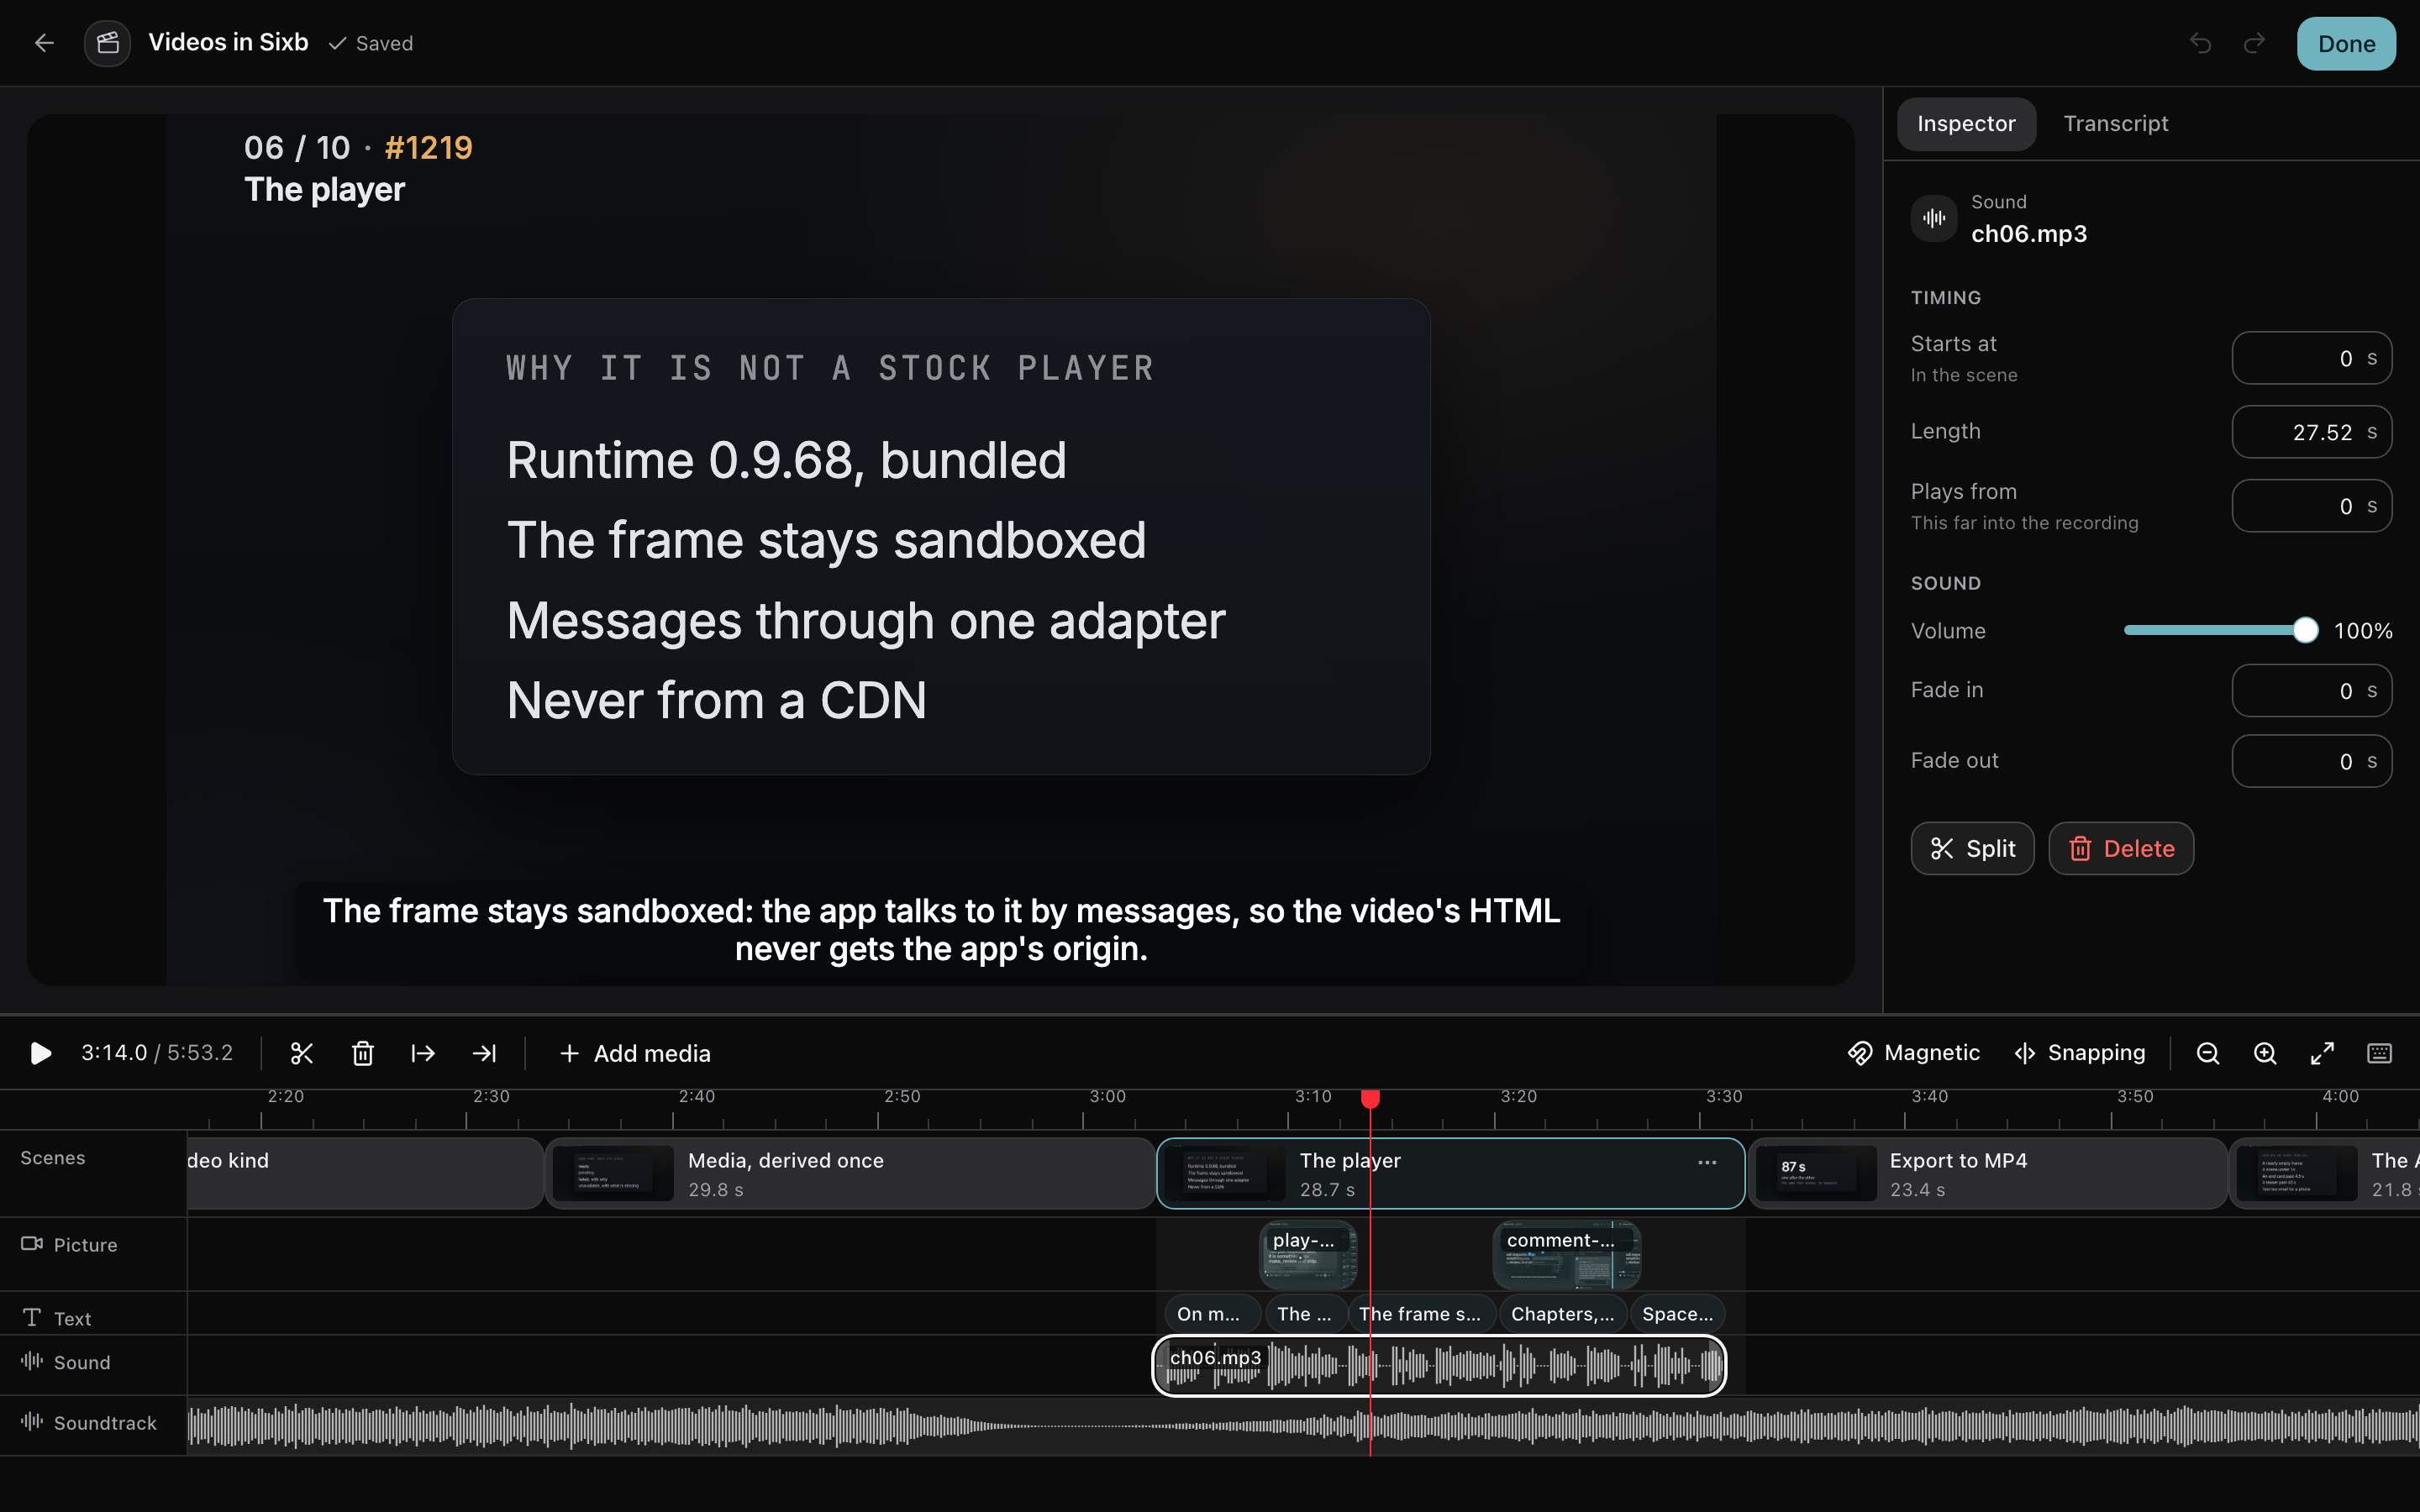 Videos in Sixb
Saved
Done
06 / 10 · #1219
The player
WHY IT IS NOT A STOCK PLAYER
Runtime 0.9.68, bundled
The frame stays sandboxed
Messages through one adapter
Never from a CDN
The frame stays sandboxed: the app talks to it by messages, so the video's HTML
never gets the app's origin.
Inspector
Transcript
Sound
ch06.mp3
TIMING
Starts at
0 s
In the scene
Length
27.52 s
Plays from
0 s
This far into the recording
SOUND
Volume
100%
Fade in
0 s
Fade out
0 s
Split
Delete
3:14.0 / 5:53.2
Add media
Magnetic
Snapping
2:20
2:30
2:40
2:50
3:00
3:10
3:20
3:30
3:40
3:50
4:00
Scenes
deo kind
Media, derived once
29.8 s
The player
28.7 s
87 s
Export to MP4
23.4 s
The A
21.8
Picture
play-...
comment-...
Text
On m...
The ...
The frame s...
Chapters,...
Space...
Sound
ch06.mp3
Soundtrack